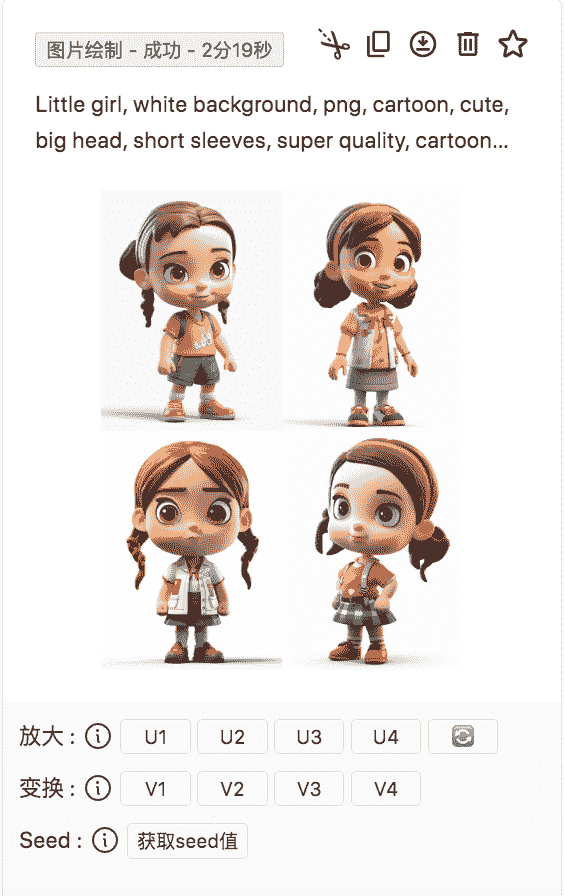 图片绘制 - 成功 - 2分19秒
Little girl, white background, png, cartoon, cute,
big head, short sleeves, super quality, cartoon...
放大 : U1 U2 U3 U4
变换 : V1 V2 V3 V4
Seed : 获取seed值